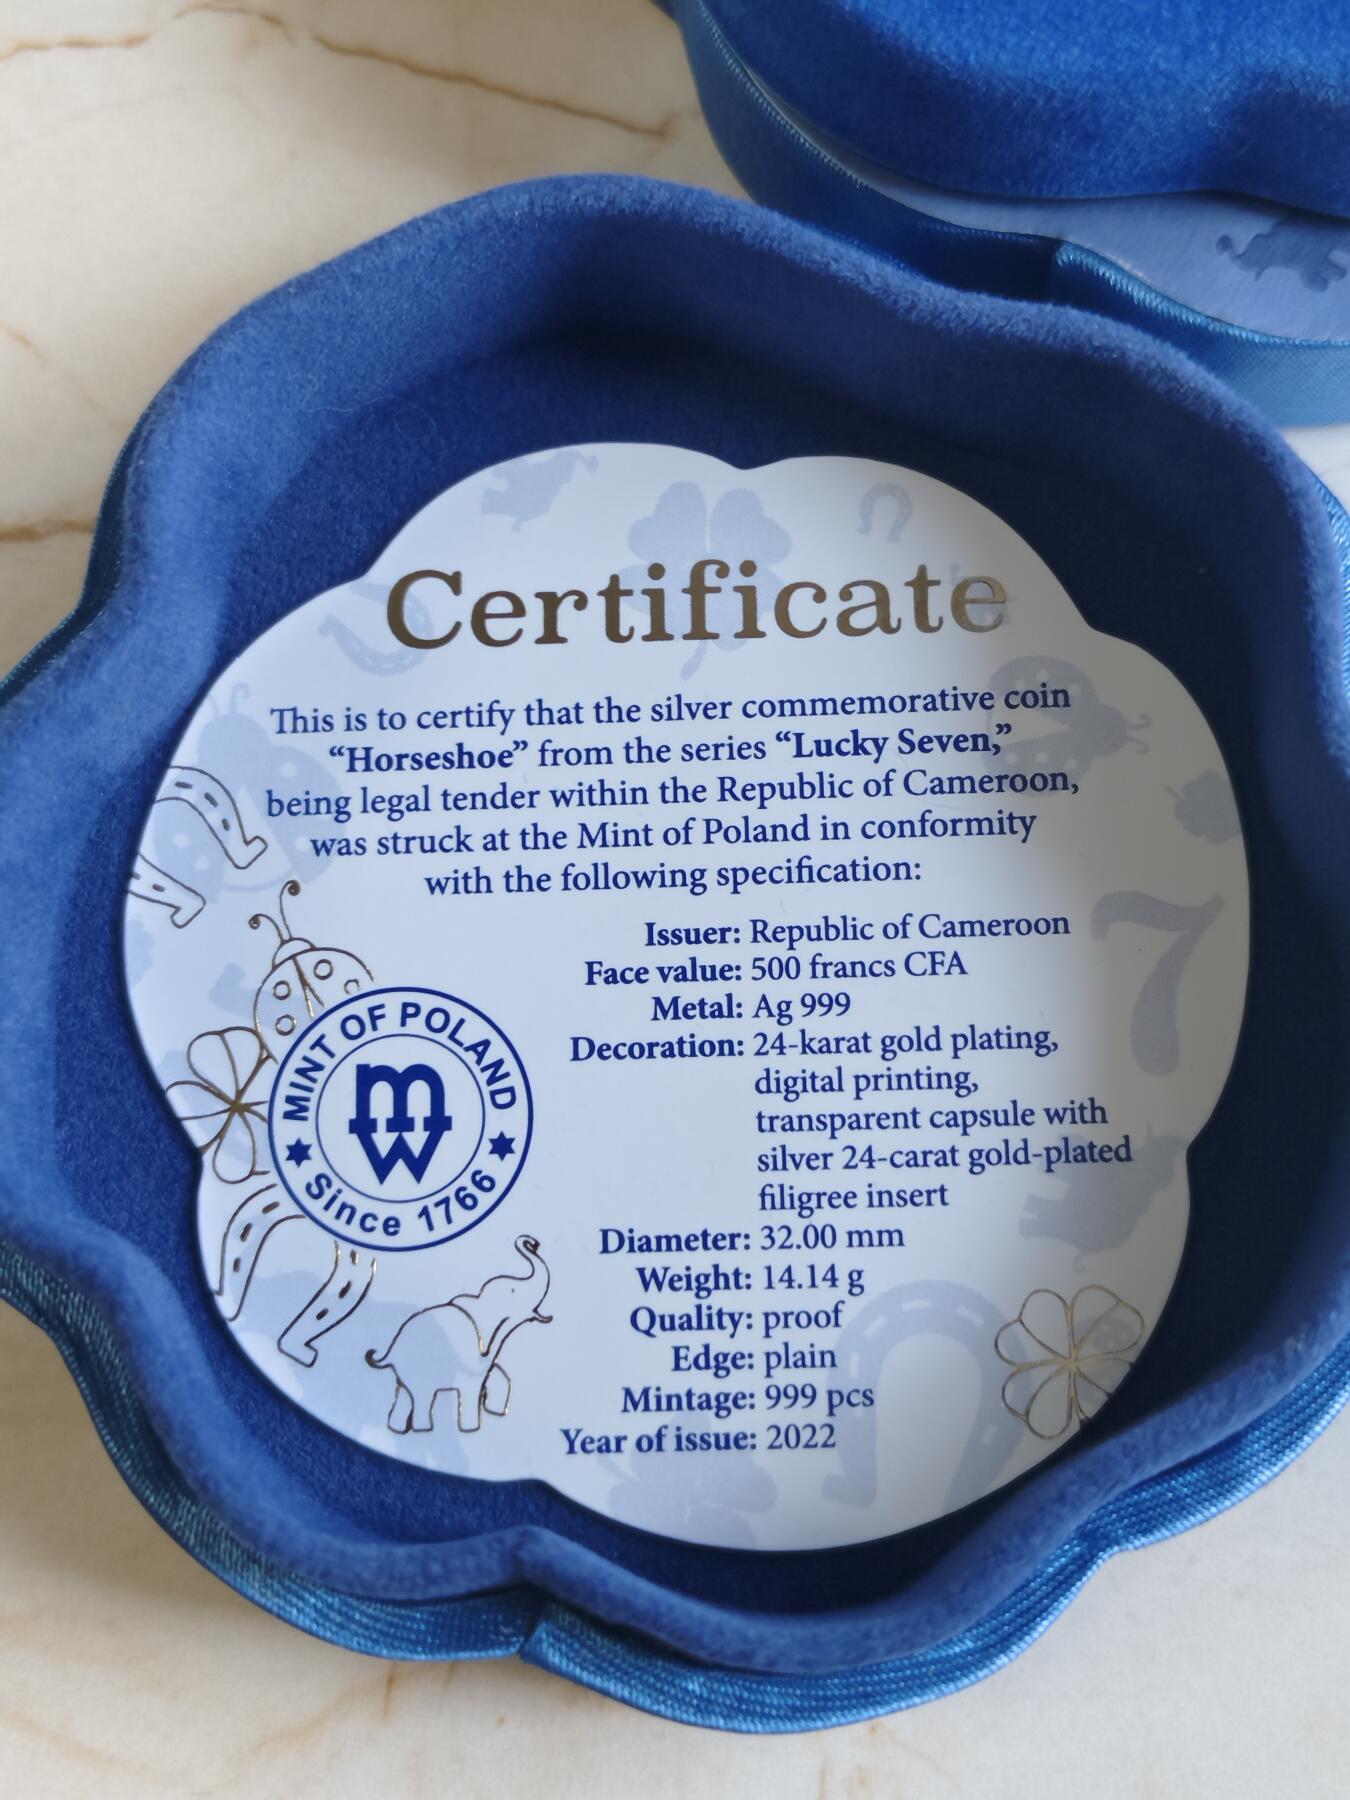 Certificate
This is to certify that the silver commemorative coin
“Horseshoe” from the series “Lucky Seven,”
being legal tender within the Republic of Cameroon,
was struck at the Mint of Poland in conformity
with the following specification:
Issuer: Republic of Cameroon
Face value: 500 francs CFA
Metal: Ag 999
Decoration: 24-karat gold plating,
digital printing,
transparent capsule with
silver 24-carat gold-plated
filigree insert
Diameter: 32.00 mm
Weight: 14.14 g
Quality: proof
Edge: plain
Mintage: 999 pcs
Year of issue: 2022
MINT OF POLAND
mw
Since 1766
7